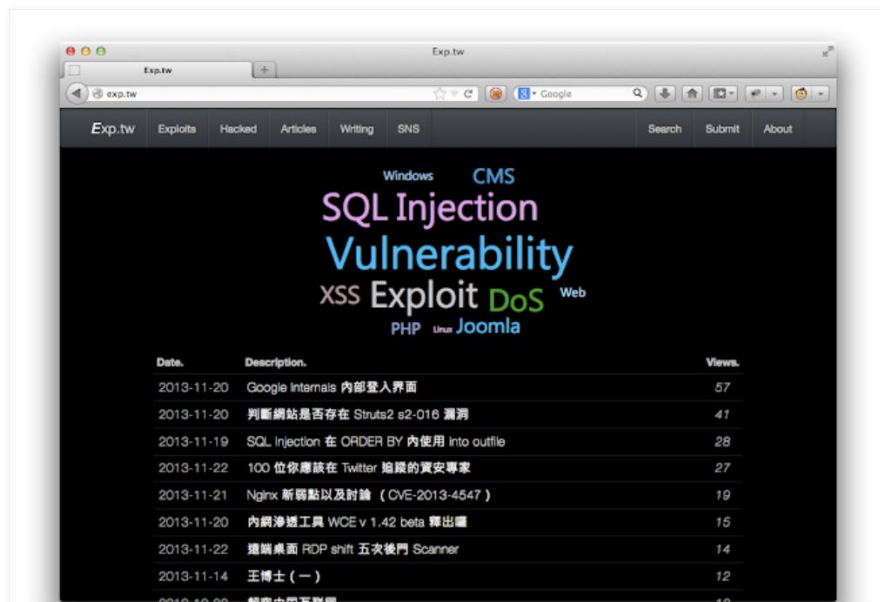 Exp.tw
Exp.tw
exp.tw
Google
Exp.tw Exploits Hacked Articles Writing SNS Search Submit About
Windows CMS
SQL Injection
Vulnerability
XSS Exploit DoS Web
PHP Linux Joomla
Date. Description. Views.
2013-11-20 Google Internals 內部登入界面 57
2013-11-20 判斷網站是否存在 Struts2 s2-016 漏洞 41
2013-11-19 SQL Injection 在 ORDER BY 內使用 into outfile 28
2013-11-22 100 位你應該在 Twitter 追蹤的資安專家 27
2013-11-21 Nginx 新弱點以及討論 ( CVE-2013-4547 ) 19
2013-11-20 內網滲透工具 WCE v 1.42 beta 釋出囉 15
2013-11-22 遠端桌面 RDP shift 五次後門 Scanner 14
2013-11-14 王博士 ( 一 ) 12